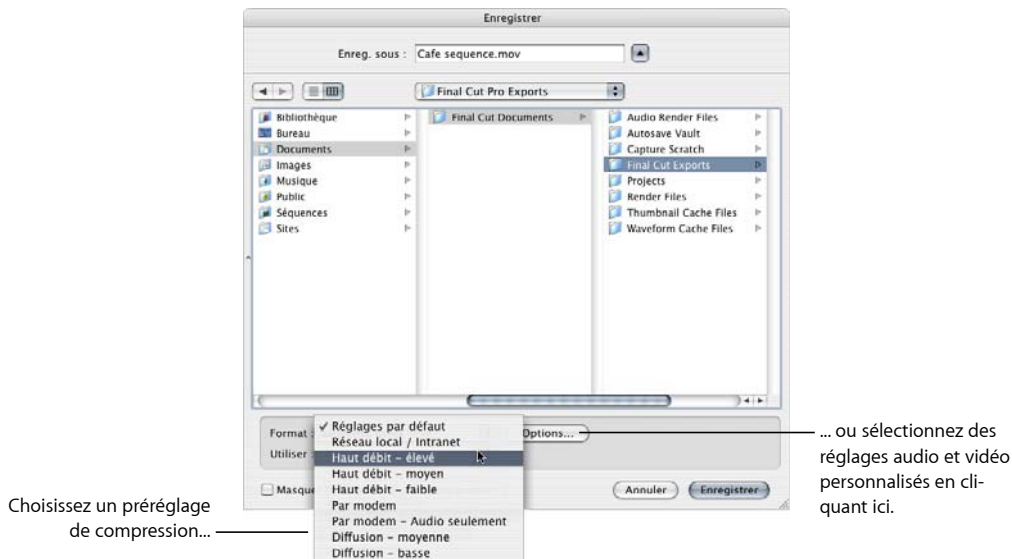 Enregistrer
Enreg. sous : Cafe sequence.mov
Final Cut Pro Exports
Bibliothèque
Bureau
Documents
Images
Musique
Public
Séquences
Sites
Final Cut Documents
Audio Render Files
Autosave Vault
Capture Scratch
Final Cut Exports
Projects
Render Files
Thumbnail Cache Files
Waveform Cache Files
Format :
Utiliser
Masque
✓ Réglages par défaut
Réseau local / Intranet
Haut débit – élevé
Haut débit – moyen
Haut débit – faible
Par modem
Par modem – Audio seulement
Diffusion – moyenne
Diffusion – basse
Options...
Annuler
Enregistrer
Choisissez un préréglage
de compression...
... ou sélectionnez des
réglages audio et vidéo
personnalisés en cli-
quant ici.